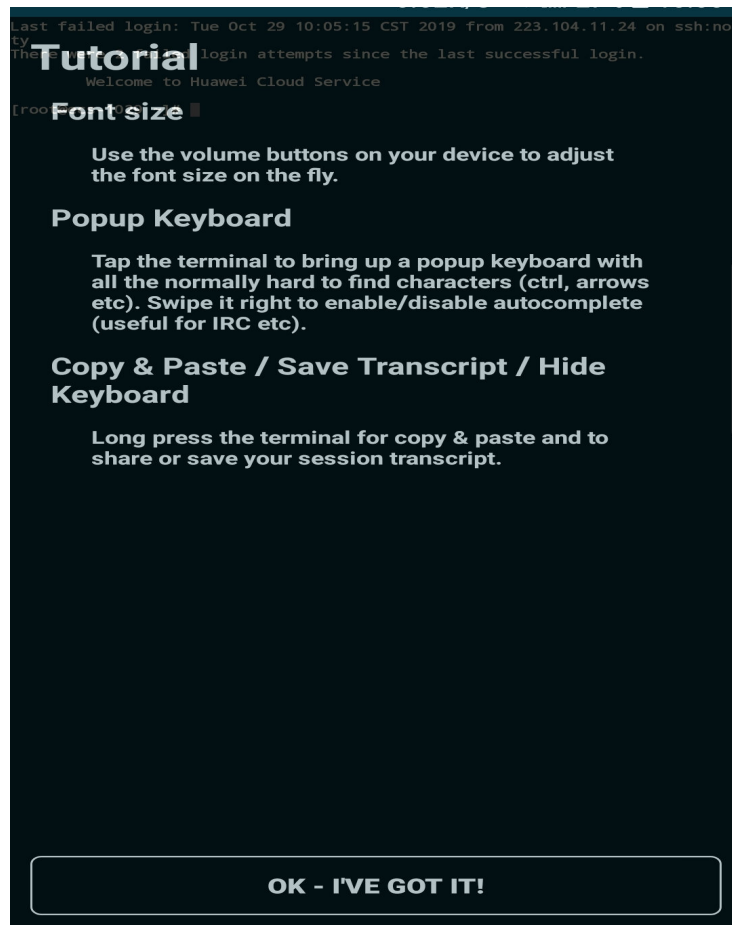 Last failed login: Tue Oct 29 10:05:15 CST 2019 from 223.104.11.24 on ssh:no
tty
Tutorial
login attempts since the last successful login.
Welcome to Huawei Cloud Service
Font size
Use the volume buttons on your device to adjust
the font size on the fly.
Popup Keyboard
Tap the terminal to bring up a popup keyboard with
all the normally hard to find characters (ctrl, arrows
etc). Swipe it right to enable/disable autocomplete
(useful for IRC etc).
Copy & Paste / Save Transcript / Hide
Keyboard
Long press the terminal for copy & paste and to
share or save your session transcript.
OK - I'VE GOT IT!